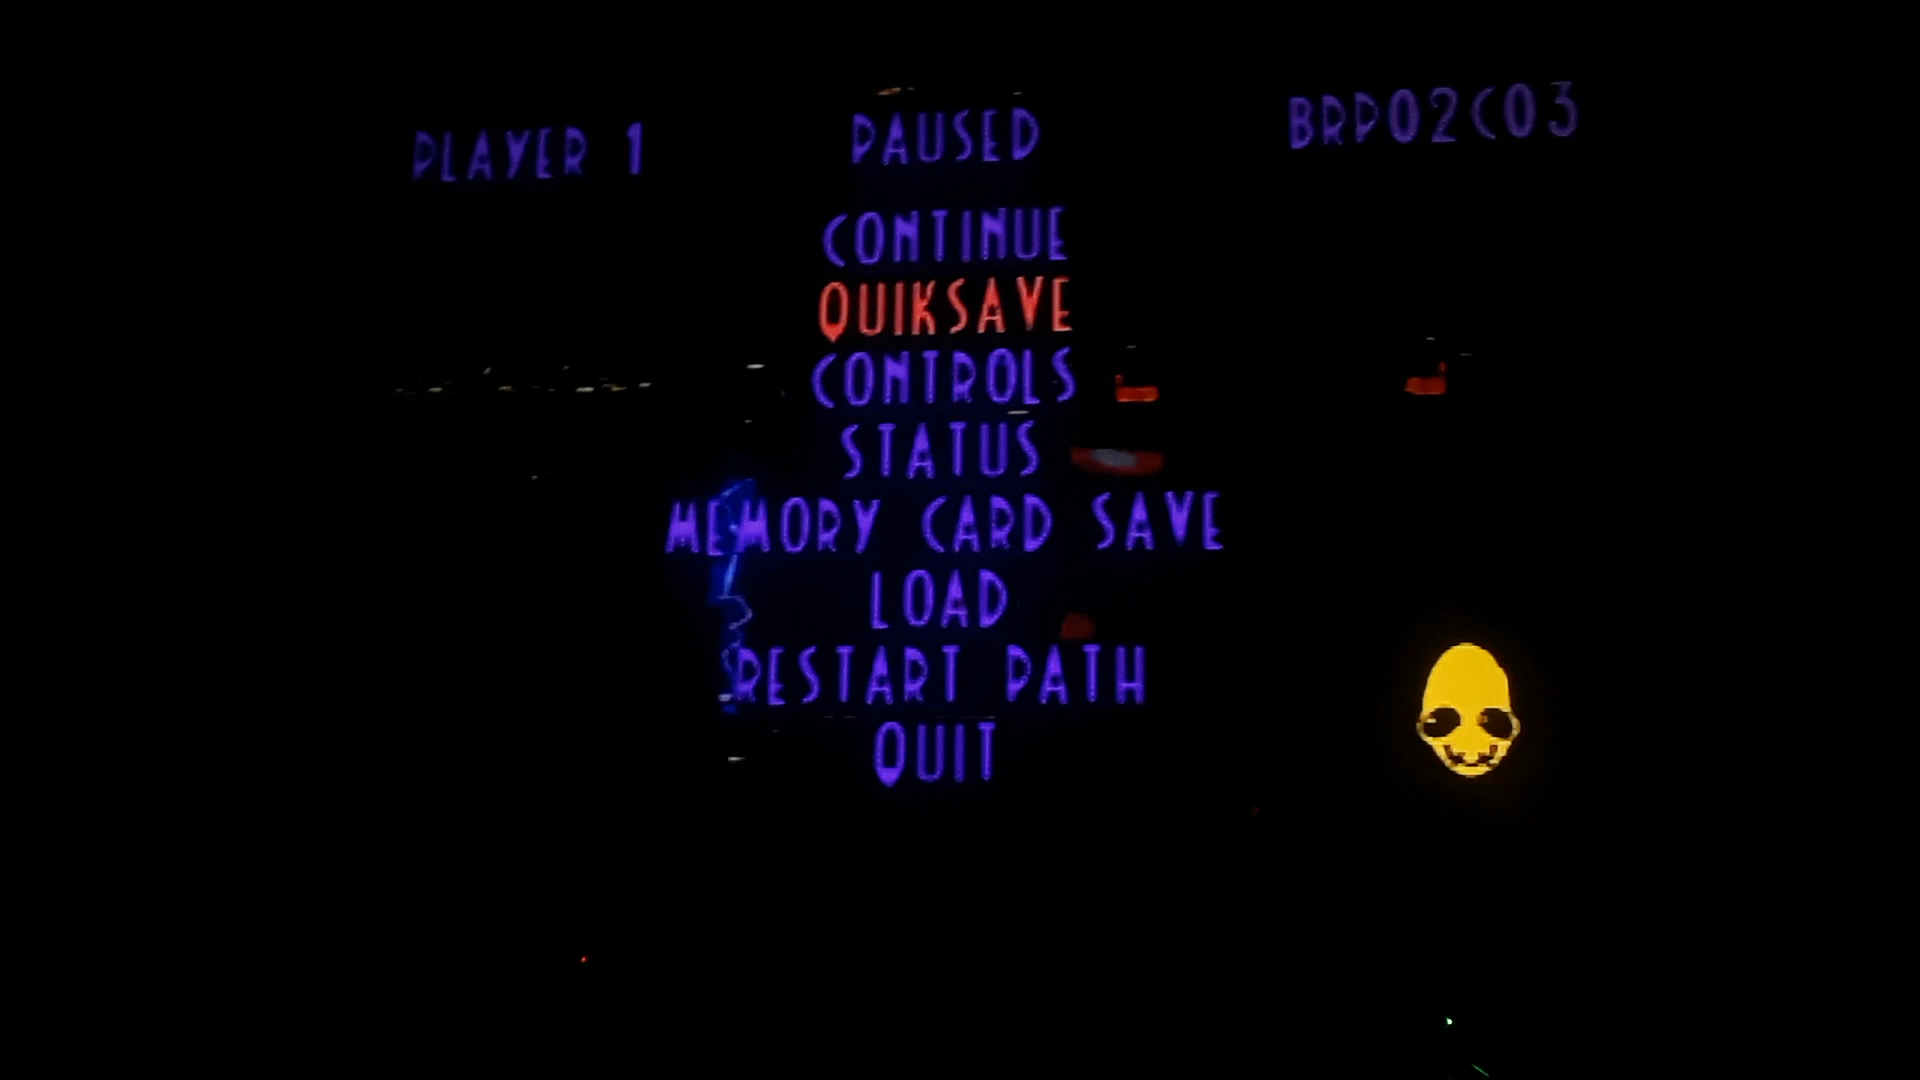 PLAYER 1
PAUSED
BRP02C03
CONTINUE
QUIKSAVE
CONTROLS
STATUS
MEMORY CARD SAVE
LOAD
RESTART PATH
QUIT